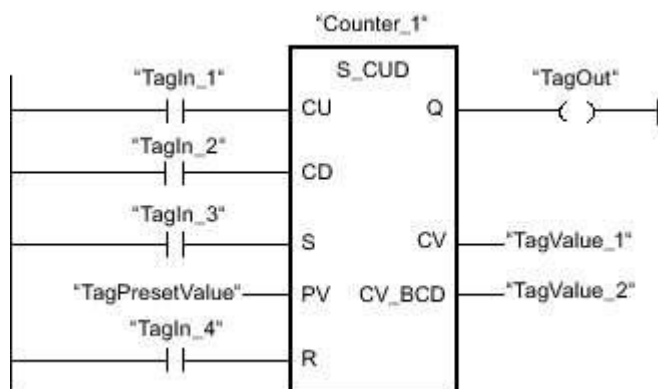 "Counter_1"
S_CUD
"TagIn_1"
CU
Q
"TagOut"
"TagIn_2"
CD
"TagIn_3"
S
CV
"TagValue_1"
"TagPresetValue"
PV
CV_BCD
"TagValue_2"
"TagIn_4"
R